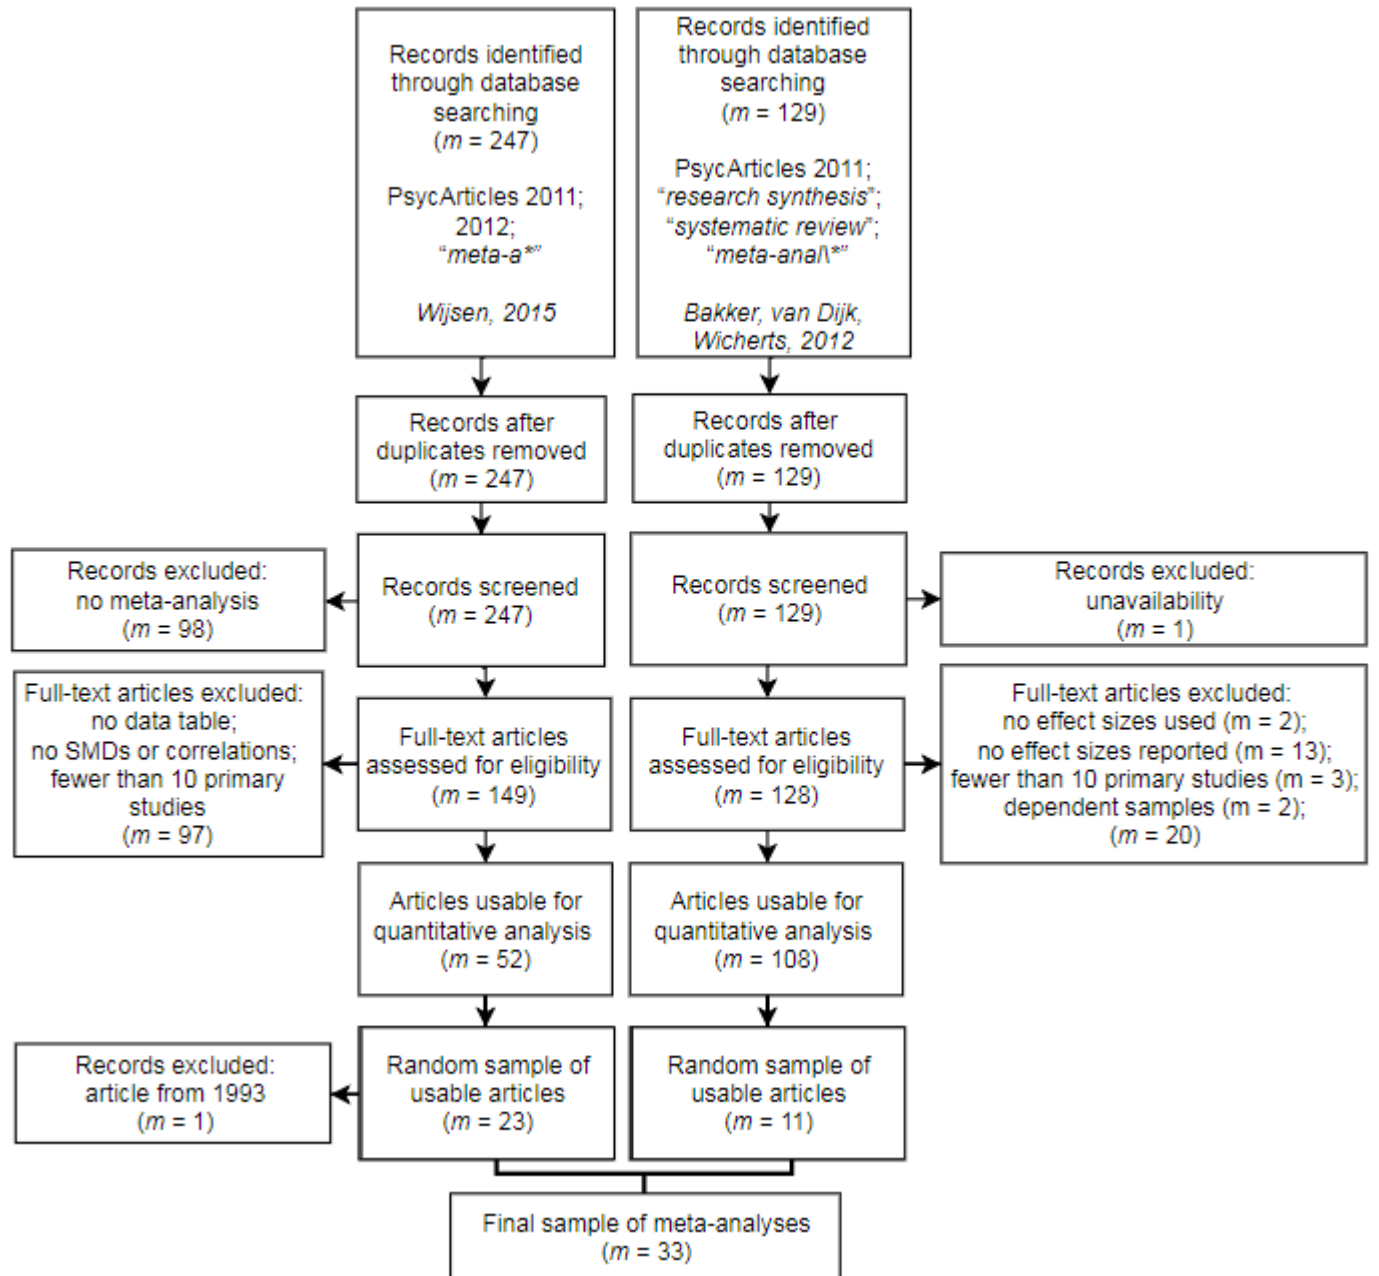 Records identified
through database
searching
(m = 247)
PsycArticles 2011;
2012;
“meta-a*”
Wijsen, 2015
Records identified
through database
searching
(m = 129)
PsycArticles 2011;
“research synthesis”;
“systematic review”;
“meta-anal\*”
Bakker, van Dijk,
Wicherts, 2012
Records after
duplicates removed
(m = 247)
Records after
duplicates removed
(m = 129)
Records excluded:
no meta-analysis
(m = 98)
Records screened
(m = 247)
Records screened
(m = 129)
Records excluded:
unavailability
(m = 1)
Full-text articles excluded:
no data table;
no SMDs or correlations;
fewer than 10 primary
studies
(m = 97)
Full-text articles
assessed for eligibility
(m = 149)
Full-text articles
assessed for eligibility
(m = 128)
Full-text articles excluded:
no effect sizes used (m = 2);
no effect sizes reported (m = 13);
fewer than 10 primary studies (m = 3);
dependent samples (m = 2);
(m = 20)
Articles usable for
quantitative analysis
(m = 52)
Articles usable for
quantitative analysis
(m = 108)
Records excluded:
article from 1993
(m = 1)
Random sample of
usable articles
(m = 23)
Random sample of
usable articles
(m = 11)
Final sample of meta-analyses
(m = 33)